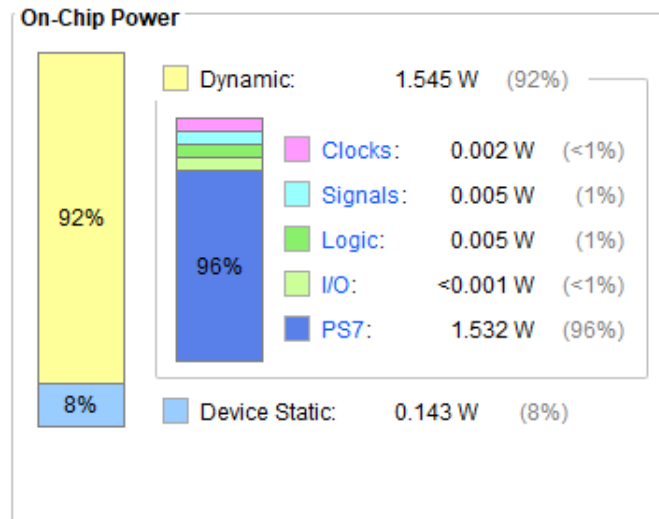 On-Chip Power
Dynamic: 1.545 W (92%)
92%
96%
Clocks: 0.002 W (<1%)
Signals: 0.005 W (1%)
Logic: 0.005 W (1%)
I/O: <0.001 W (<1%)
PS7: 1.532 W (96%)
8%
Device Static: 0.143 W (8%)